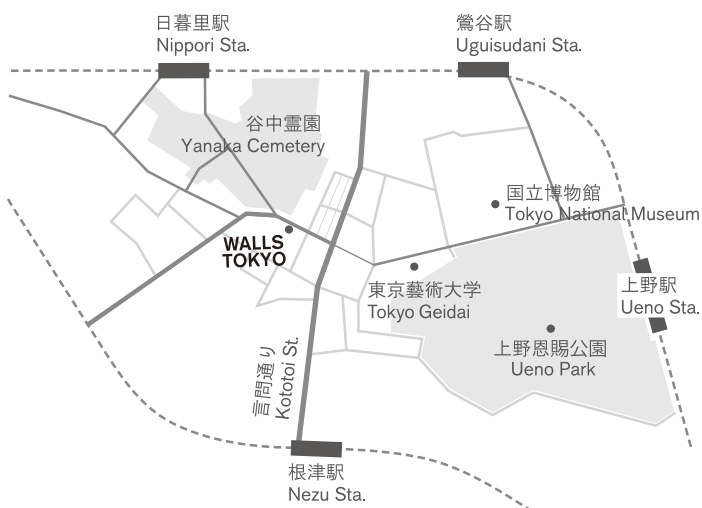 日暮里駅
Nippori Sta.
鶯谷駅
Uguisudani Sta.
谷中霊園
Yanaka Cemetery
国立博物館
Tokyo National Museum
WALLS
TOKYO
東京藝術大学
Tokyo Geidai
上野駅
Ueno Sta.
上野恩賜公園
Ueno Park
言問通り
Kototoi St.
根津駅
Nezu Sta.